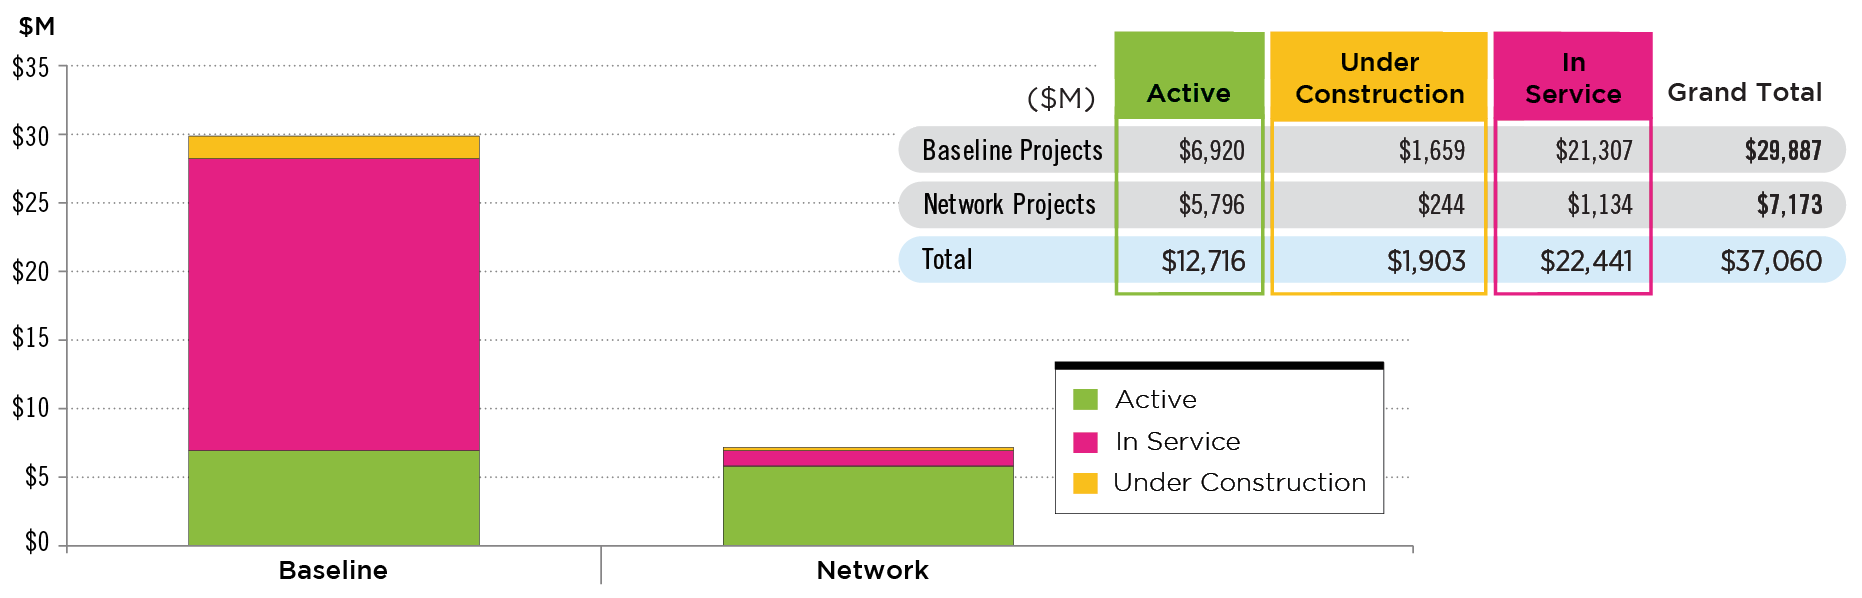 $M
$35
$30
$25
$20
$15
$10
$5
$0
Baseline
Network
($M)
Active
Under
Construction
In
Service
Grand Total
Baseline Projects $6,920 $1,659 $21,307 $29,887
Network Projects $5,796 $244 $1,134 $7,173
Total $12,716 $1,903 $22,441 $37,060
Active
In Service
Under Construction